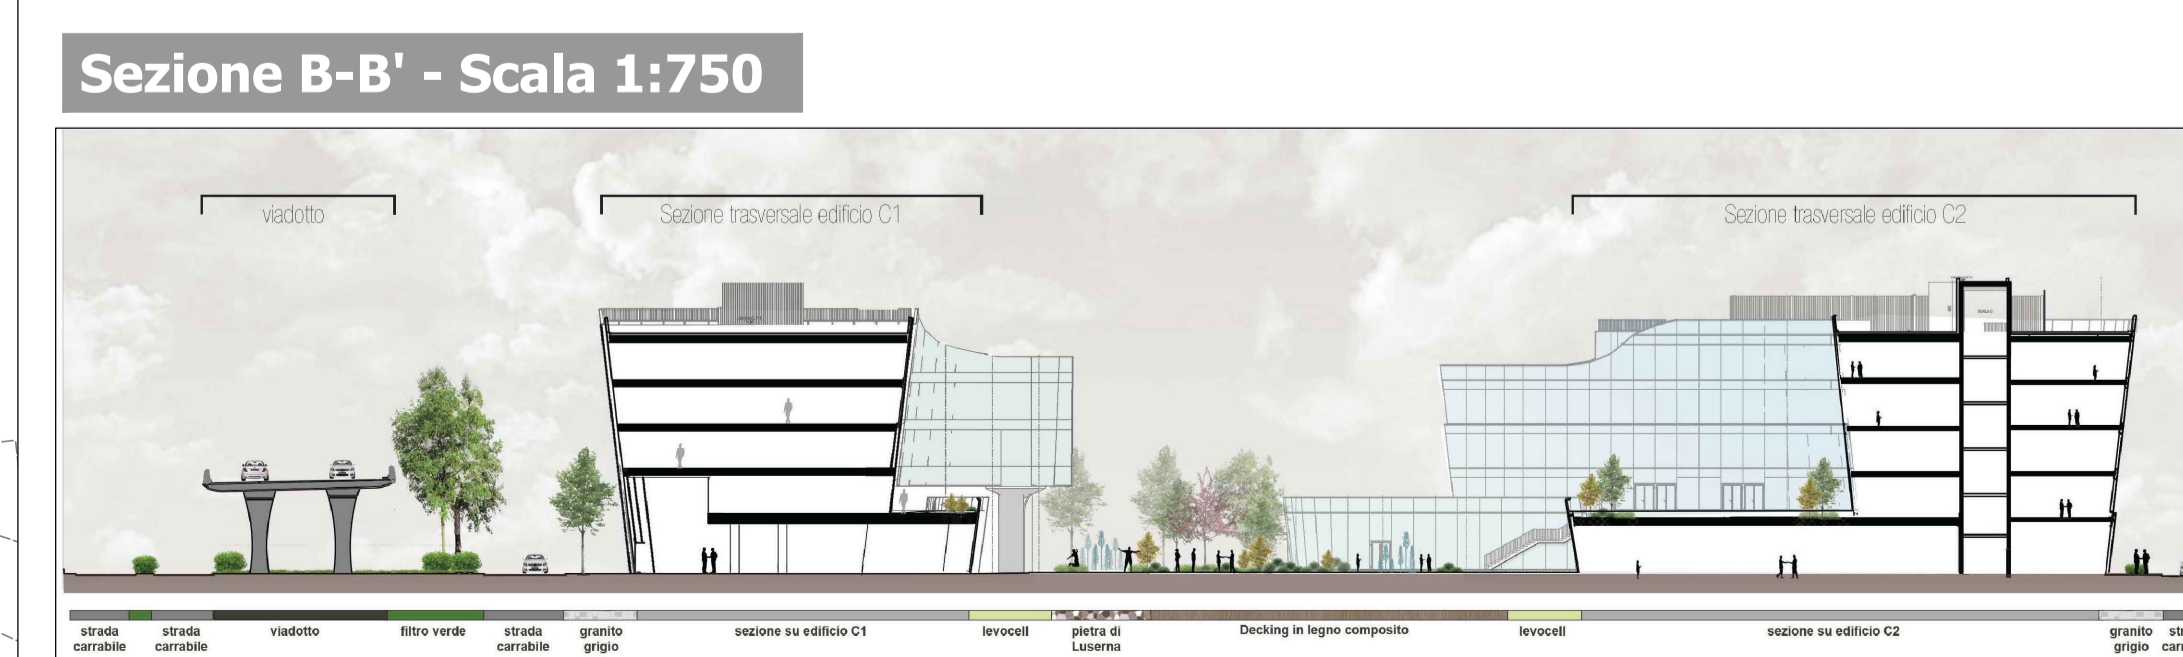 Sezione B-B' - Scala 1:750
viadotto
Sezione trasversale edificio C1
Sezione trasversale edificio C2
strada
carrabile
strada
carrabile
viadotto
filtro verde
strada
carrabile
granito
grigio
sezione su edificio C1
levocell
pietra di
Luserna
Decking in legno composito
levocell
sezione su edificio C2
granito
grigio